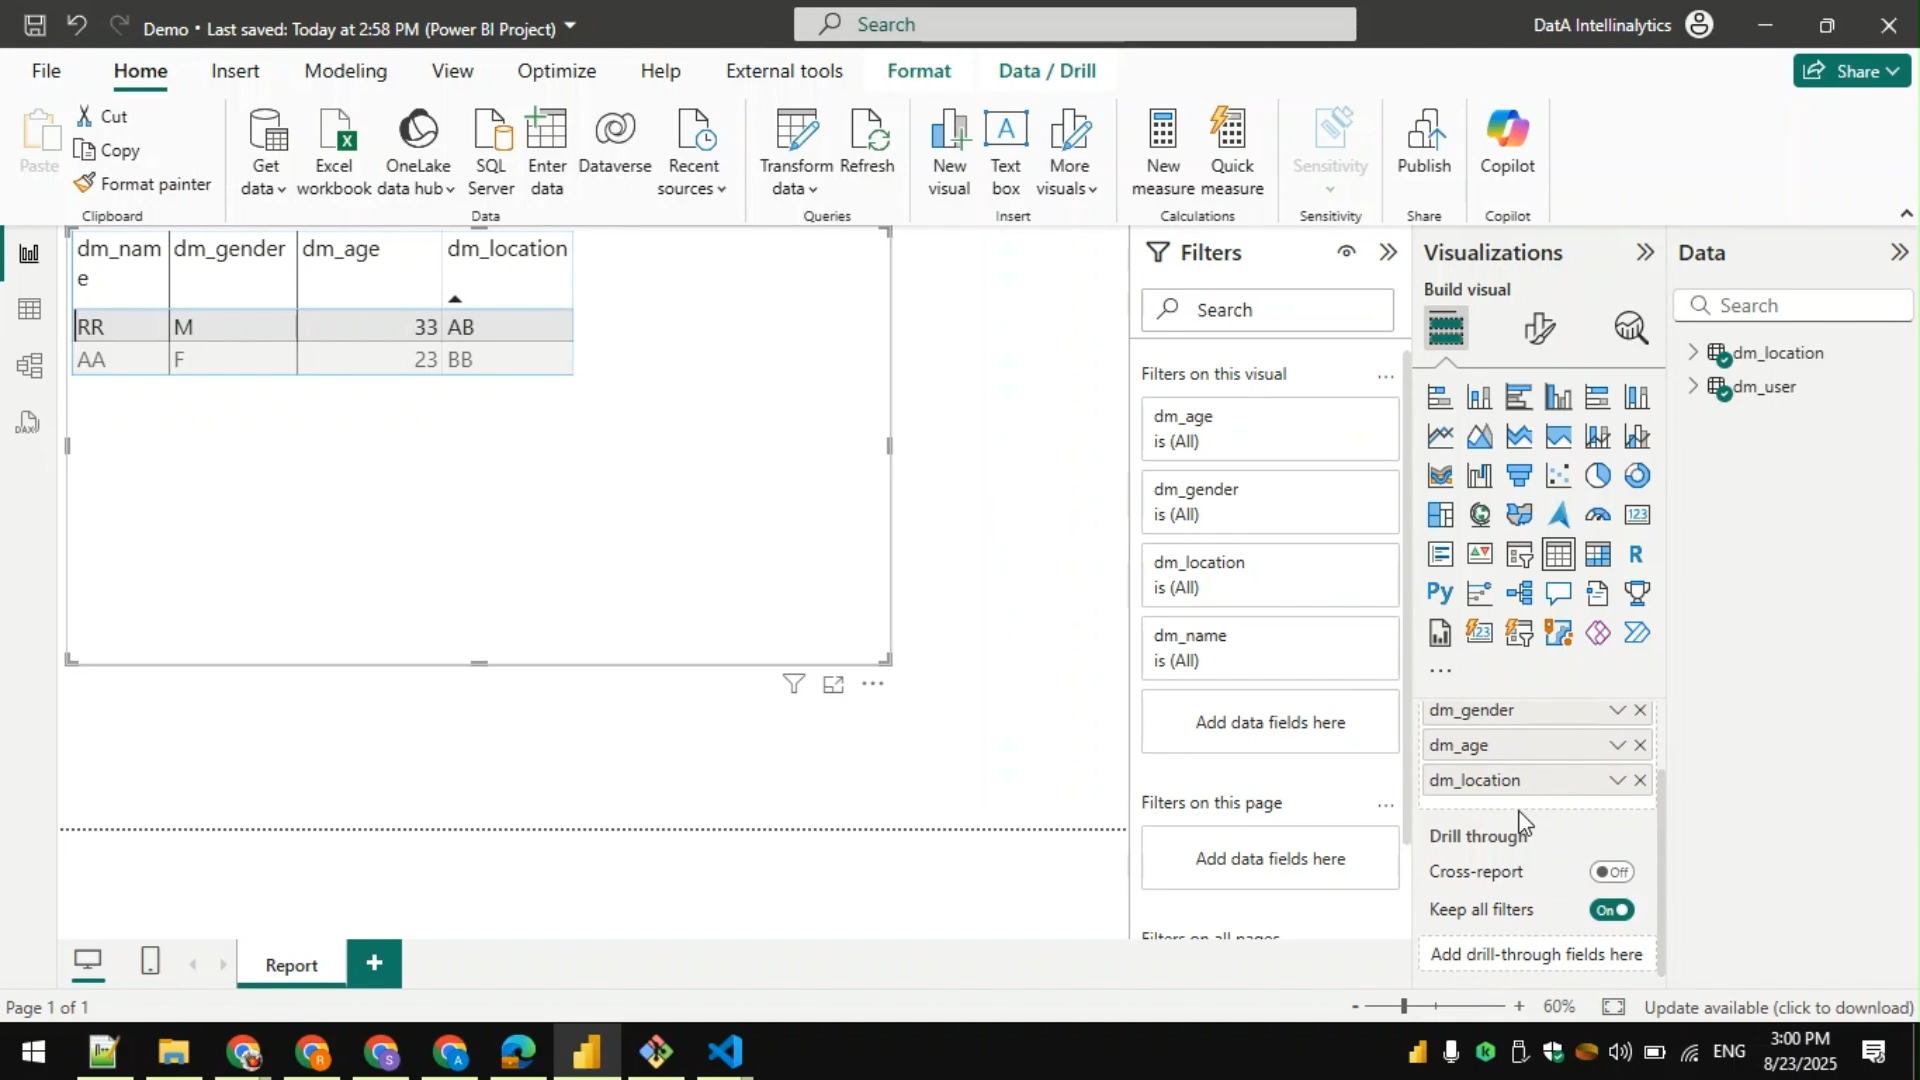 Demo • Last saved: Today at 2:58 PM (Power BI Project)
Search
DatA Intellinalytics
File
Home
Insert
Modeling
View
Optimize
Help
External tools
Format
Data / Drill
Share
Paste
Cut
Copy
Format painter
Clipboard
Get data
Excel workbook
OneLake data hub
SQL Server
Enter data
Dataverse
Recent sources
Data
Transform data
Refresh
Queries
New visual
Text box
More visuals
Insert
New measure
Quick measure
Calculations
Sensitivity
Sensitivity
Publish
Share
Copilot
Copilot
dm_nam
e
dm_gender
dm_age
dm_location
RR M 33 AB
AA F 23 BB
DAX
Filters
Search
Filters on this visual
dm_age
is (All)
dm_gender
is (All)
dm_location
is (All)
dm_name
is (All)
Add data fields here
Filters on this page
Add data fields here
Filters on all pages
Visualizations
Build visual
123
R
Py
123
dm_gender
dm_age
dm_location
Drill through
Cross-report
Off
Keep all filters
On
Add drill-through fields here
Data
Search
dm_location
dm_user
Report
Page 1 of 1
60%
Update available (click to download)
ENG
3:00 PM
8/23/2025